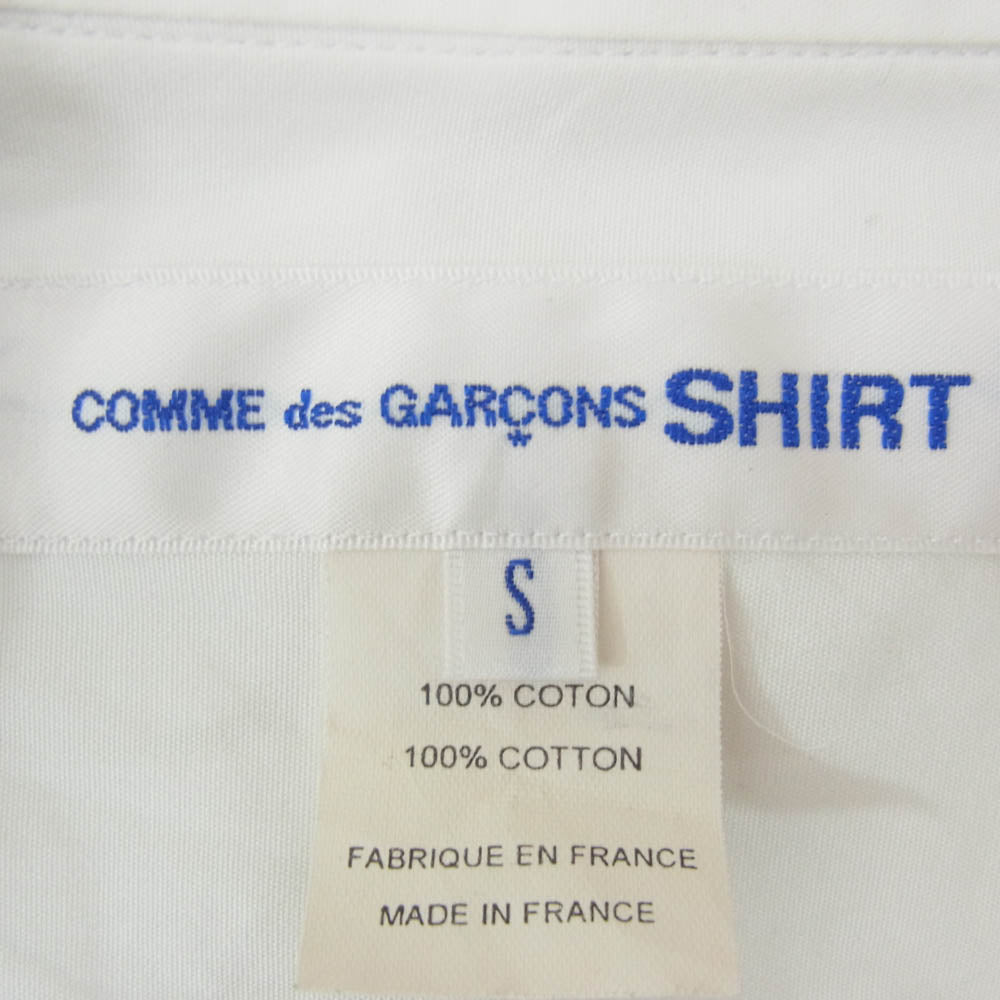 COMME des GARÇONS SHIRT
S
100% COTON
100% COTTON
FABRIQUE EN FRANCE
MADE IN FRANCE